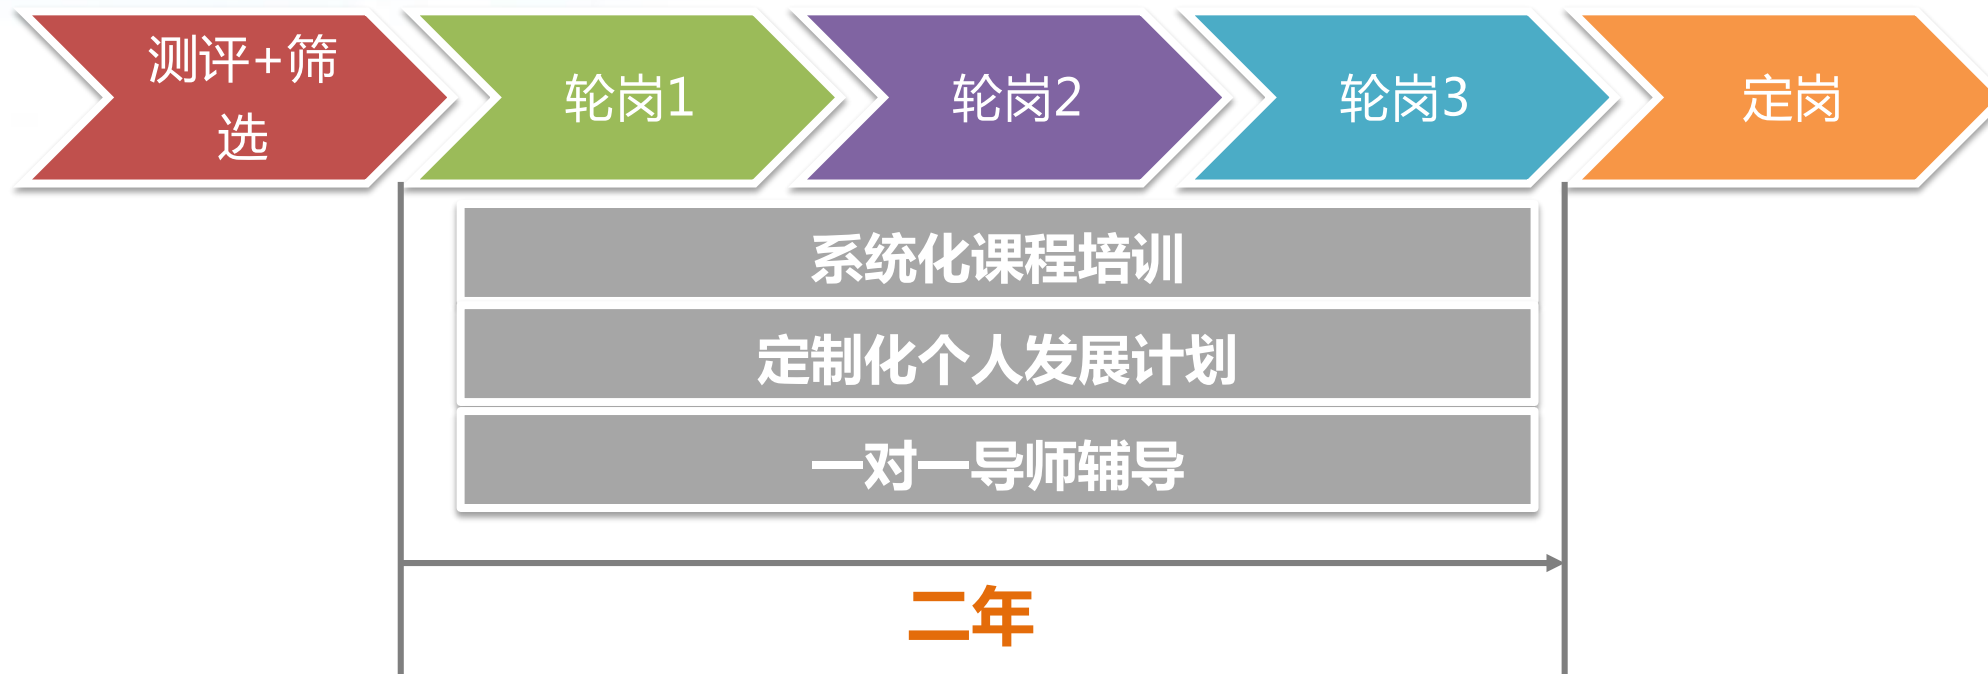 测评+筛
选
轮岗1
轮岗2
轮岗3
定岗
系统化课程培训
定制化个人发展计划
一对一导师辅导
二年